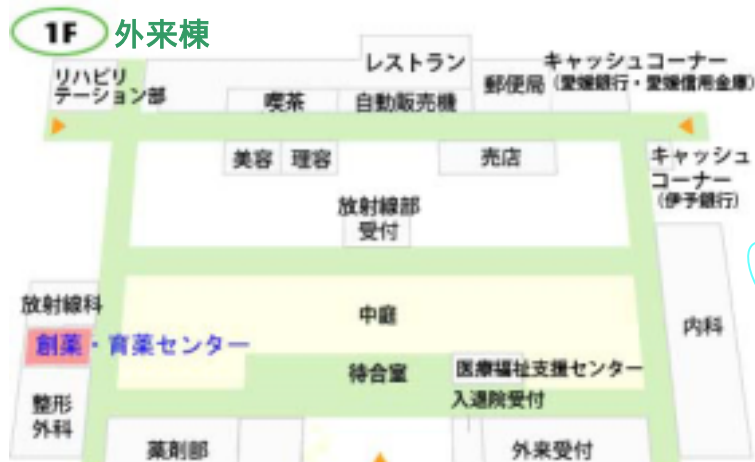 1F 外来棟
レストラン
キャッシュコーナー
(愛媛銀行・愛媛信用金庫)
リハビリ
テーション部
郵便局
喫茶
自動販売機
美容
理容
売店
キャッシュ
コーナー
(伊予銀行)
放射線部
受付
放射線科
中庭
内科
創薬・育薬センター
待合室
医療福祉支援センター
整形
外科
入退院受付
薬剤部
外来受付